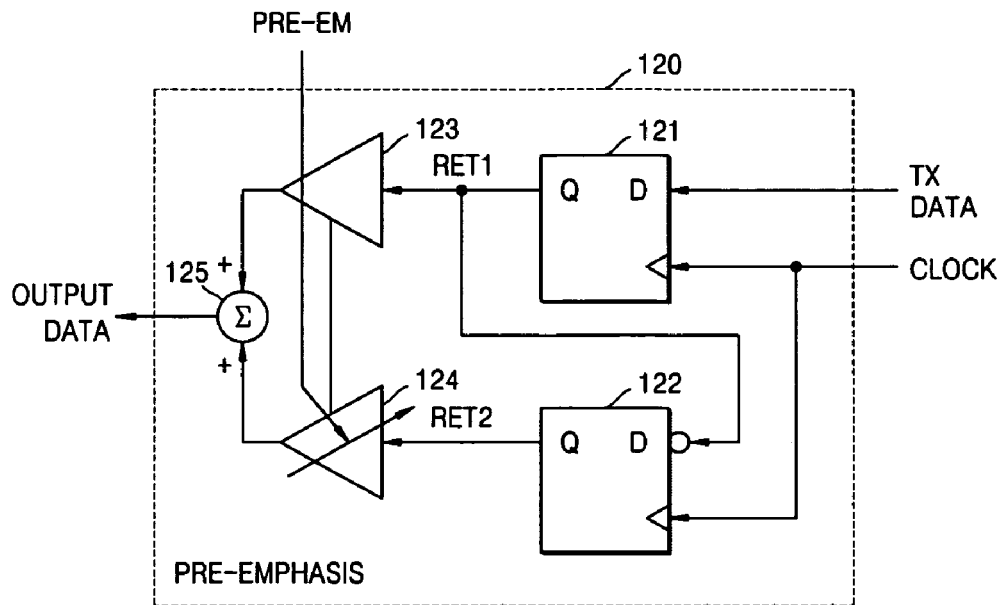 PRE-EM
120
123
121
RET1
Q D
TX
DATA
+
125
Σ
CLOCK
OUTPUT
DATA
+
124
122
RET2
Q D
PRE-EMPHASIS